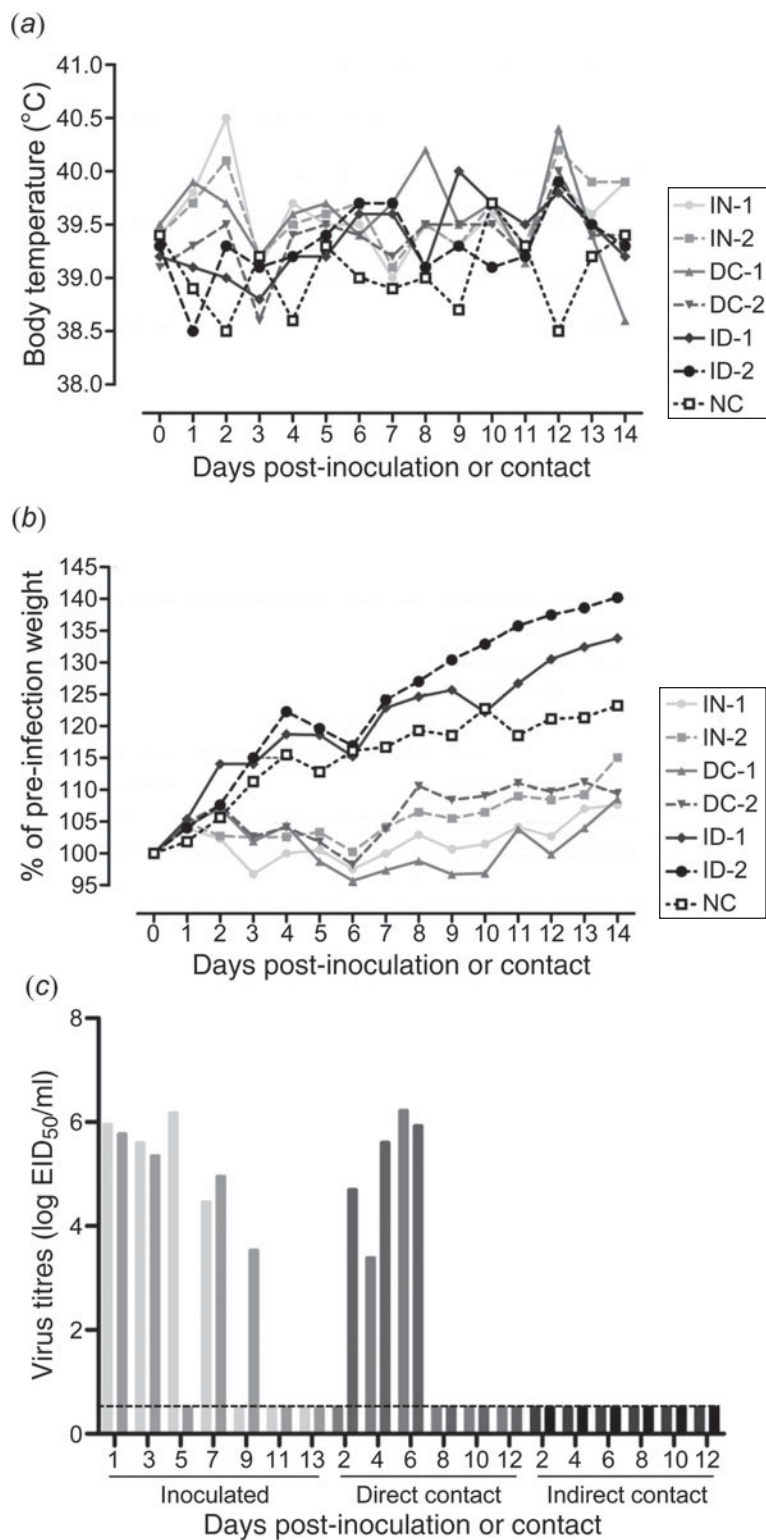 (a)
41.0
40.5
40.0
39.5
39.0
38.5
38.0
Body temperature (°C)
0 1 2 3 4 5 6 7 8 9 10 11 12 13 14
Days post-inoculation or contact
IN-1
IN-2
DC-1
DC-2
ID-1
ID-2
NC
(b)
145
140
135
130
125
120
115
110
105
100
95
% of pre-infection weight
0 1 2 3 4 5 6 7 8 9 10 11 12 13 14
Days post-inoculation or contact
IN-1
IN-2
DC-1
DC-2
ID-1
ID-2
NC
(c)
8
6
4
2
0
Virus titres (log EID50/ml)
1 3 5 7 9 11 13 2 4 6 8 10 12 2 4 6 8 10 12
Inoculated Direct contact Indirect contact
Days post-inoculation or contact